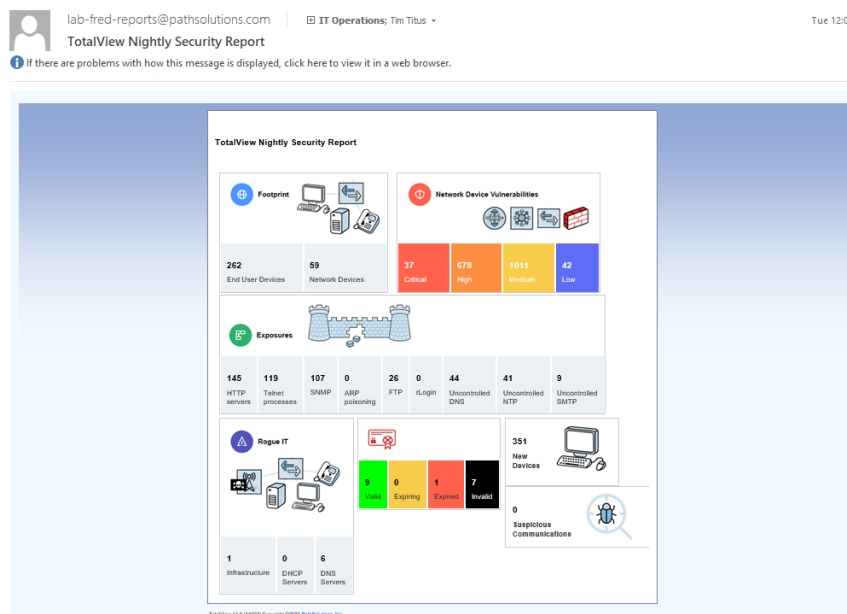 lab-fred-reports@pathsolutions.com
IT Operations; Tim Titus
Tue 12:0
TotalView Nightly Security Report
If there are problems with how this message is displayed, click here to view it in a web browser.
TotalView Nightly Security Report
Footprint
262
End User Devices
59
Network Devices
Network Device Vulnerabilities
37
Critical
678
High
1011
Medium
42
Low
Exposures
145
HTTP
servers
119
Telnet
processes
107
SNMP
0
ARP
poisoning
26
FTP
0
rLogin
44
Uncontrolled
DNS
41
Uncontrolled
NTP
9
Uncontrolled
SMTP
Rogue IT
1
Infrastructure
0
DHCP
Servers
6
DNS
Servers
9
Valid
0
Expiring
1
Expired
7
Invalid
351
New
Devices
0
Suspicious
Communications